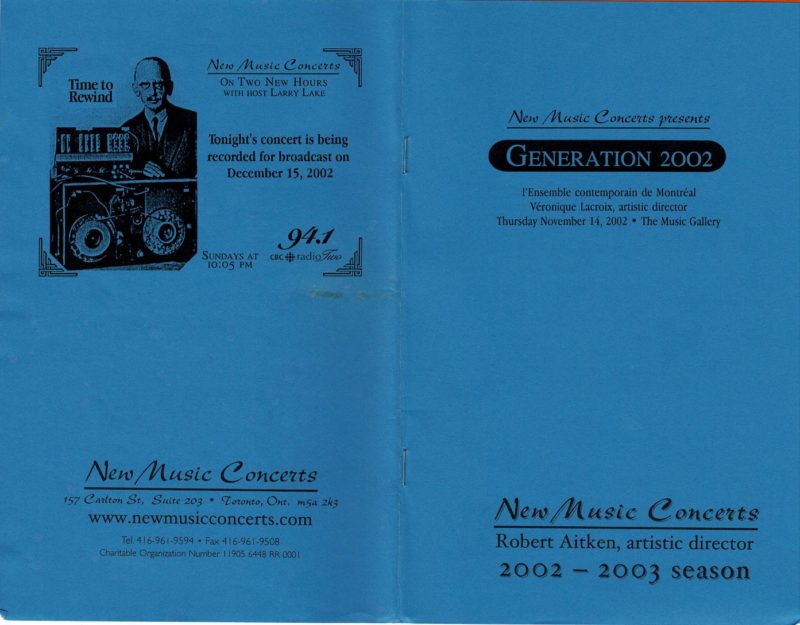 Time to
Rewind
New Music Concerts
On Two New Hours
with host Larry Lake
Tonight's concert is being
recorded for broadcast on
December 15, 2002
Sundays at
10:05 pm
94.1
CBC radio Two
New Music Concerts
157 Carlton St, Suite 203 • Toronto, Ont. m5a 2k3
www.newmusicconcerts.com
Tel. 416-961-9594 • Fax 416-961-9508
Charitable Organization Number 11905 6448 RR 0001
New Music Concerts presents
Generation 2002
l'Ensemble contemporain de Montréal
Véronique Lacroix, artistic director
Thursday November 14, 2002 • The Music Gallery
New Music Concerts
Robert Aitken, artistic director
2002 – 2003 season